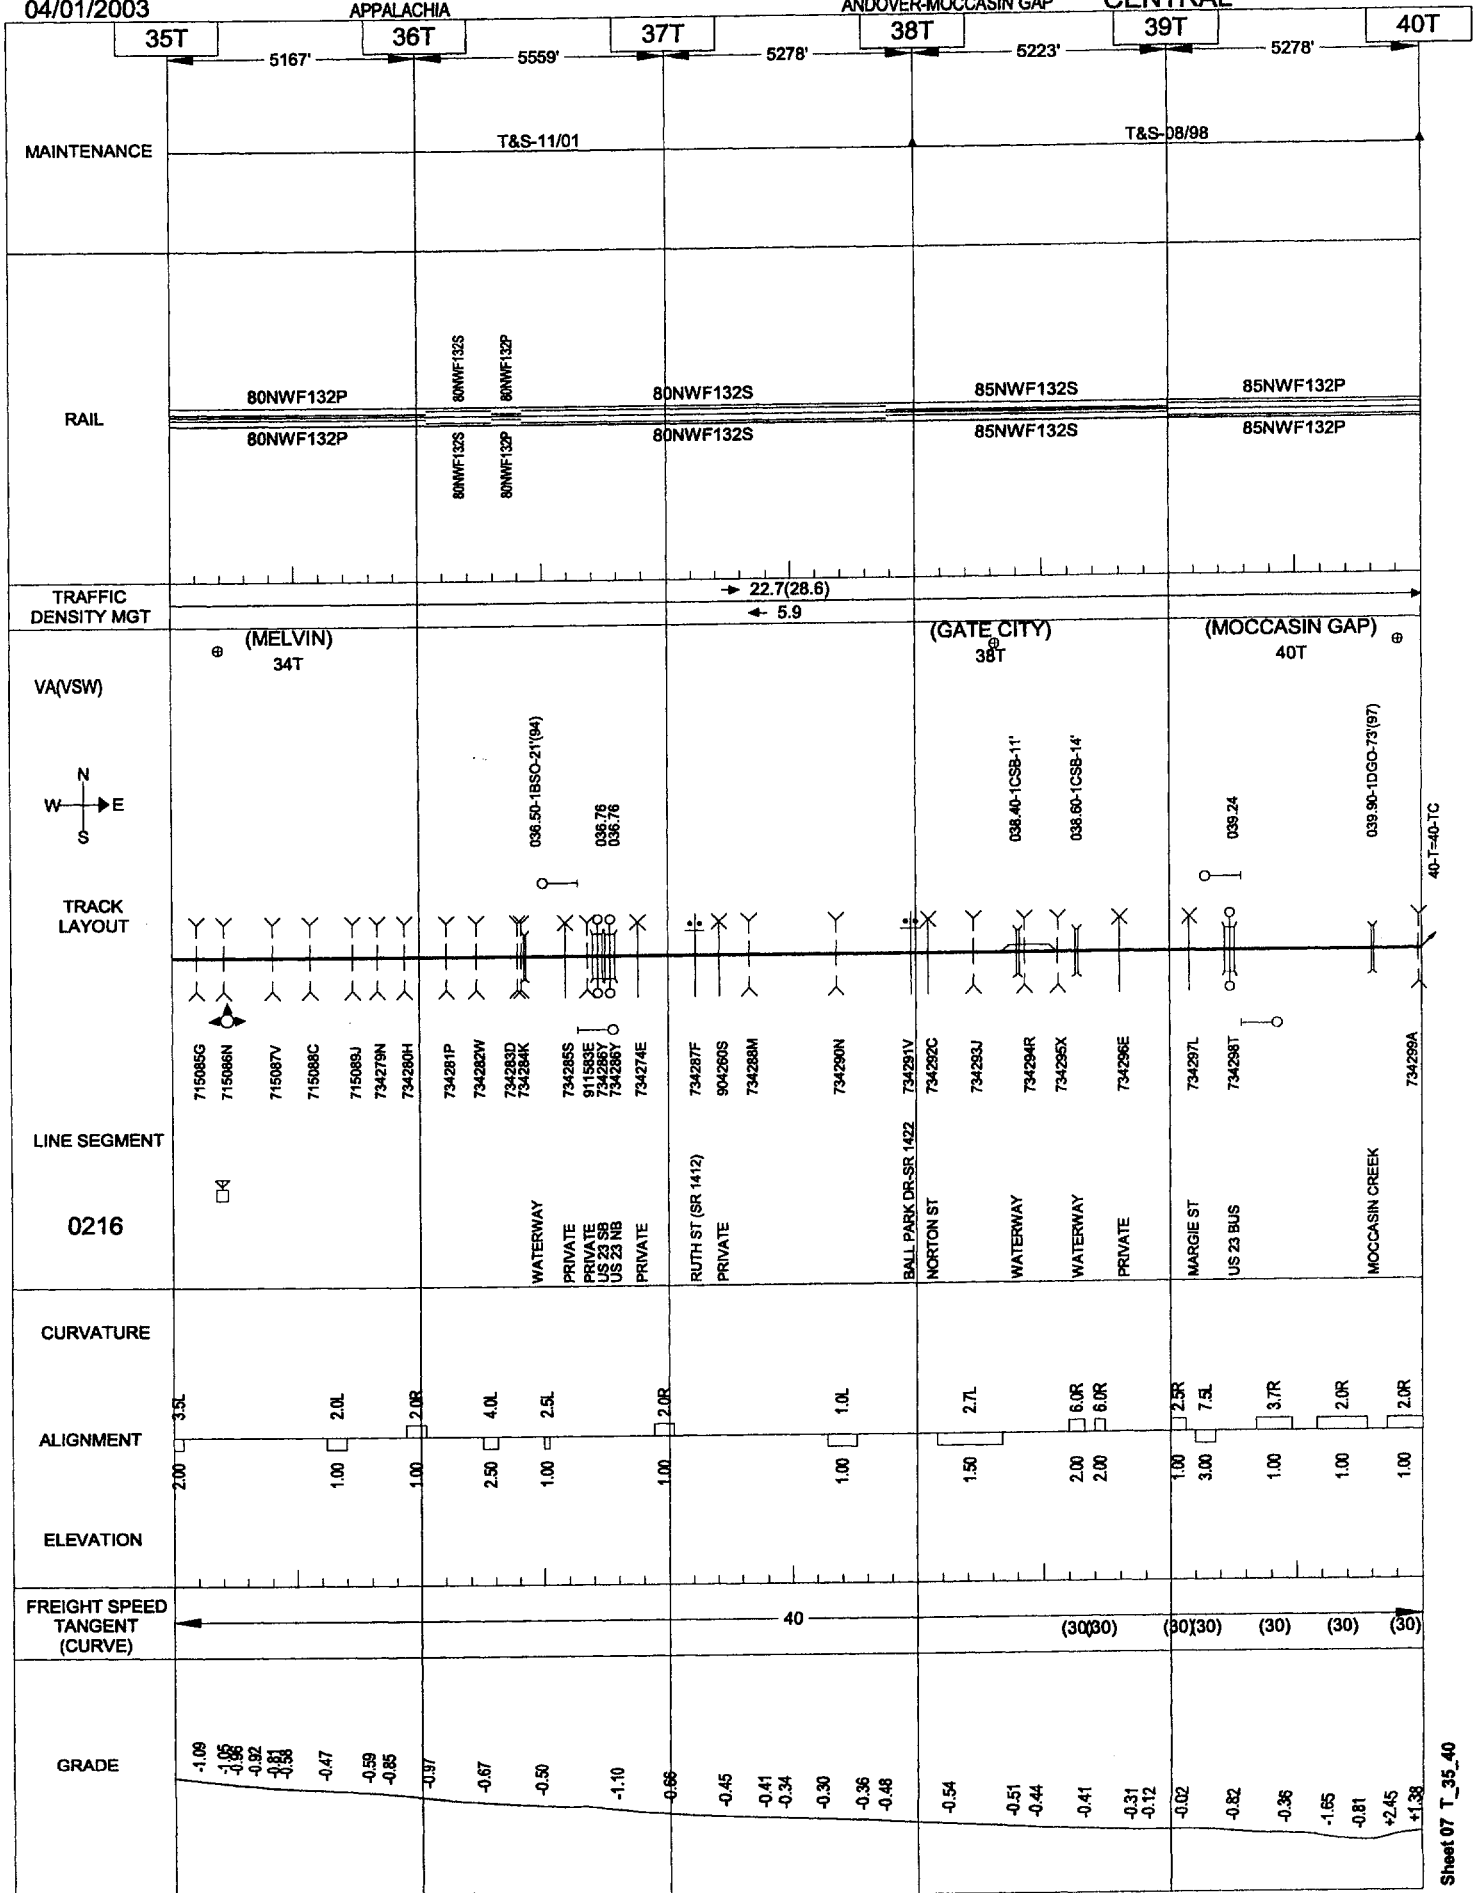 04/01/2003
APPALACHIA
ANDOVER-MOCCASIN GAP
CENTRAL
35T
36T
37T
38T
39T
40T
5167'
5559'
5278'
5223'
5278'
MAINTENANCE
T&S-11/01
T&S-08/98
RAIL
80NWF132P
80NWF132S
80NWF132P
80NWF132S
85NWF132S
85NWF132P
80NWF132P
80NWF132S
80NWF132P
80NWF132S
85NWF132S
85NWF132P
TRAFFIC
DENSITY MGT
22.7(28.6)
5.9
(MELVIN)
34T
(GATE CITY)
38T
(MOCCASIN GAP)
40T
VA(VSW)
N
W
E
S
036.50-1BSO-21'(94)
036.76
036.76
038.40-1CSB-11'
038.60-1CSB-14'
039.24
039.90-1DGO-73'(97)
40-T=40-TC
TRACK
LAYOUT
715085G
715086N
715087V
715088C
715089J
734279N
734280H
734281P
734282W
734283D
734284K
734285S
911583E
734286Y
734286Y
734274E
734287F
904260S
734288M
734290N
734291V
734292C
734293J
734294R
734295X
734296E
734297L
734298T
734299A
LINE SEGMENT
0216
WATERWAY
PRIVATE
PRIVATE
US 23 SB
US 23 NB
PRIVATE
RUTH ST (SR 1412)
PRIVATE
BALL PARK DR-SR 1422
NORTON ST
WATERWAY
WATERWAY
PRIVATE
MARGIE ST
US 23 BUS
MOCCASIN CREEK
CURVATURE
3.5L
2.0L
2.0R
4.0L
2.5L
2.0R
1.0L
2.7L
6.0R
6.0R
2.5R
7.5L
3.7R
2.0R
2.0R
ALIGNMENT
2.00
1.00
1.00
2.50
1.00
1.00
1.00
1.50
2.00
2.00
1.00
3.00
1.00
1.00
1.00
ELEVATION
FREIGHT SPEED
TANGENT
(CURVE)
40
(30)
(30)
(30)
(30)
(30)
(30)
(30)
GRADE
-1.09
-1.05
-0.96
-0.92
-0.81
-0.58
-0.47
-0.59
-0.85
-0.97
-0.67
-0.50
-1.10
-0.66
-0.45
-0.41
-0.34
-0.30
-0.36
-0.48
-0.54
-0.51
-0.44
-0.41
-0.31
-0.12
-0.02
-0.82
-0.36
-1.65
-0.81
+2.45
+1.38
Sheet 07 T_35_40